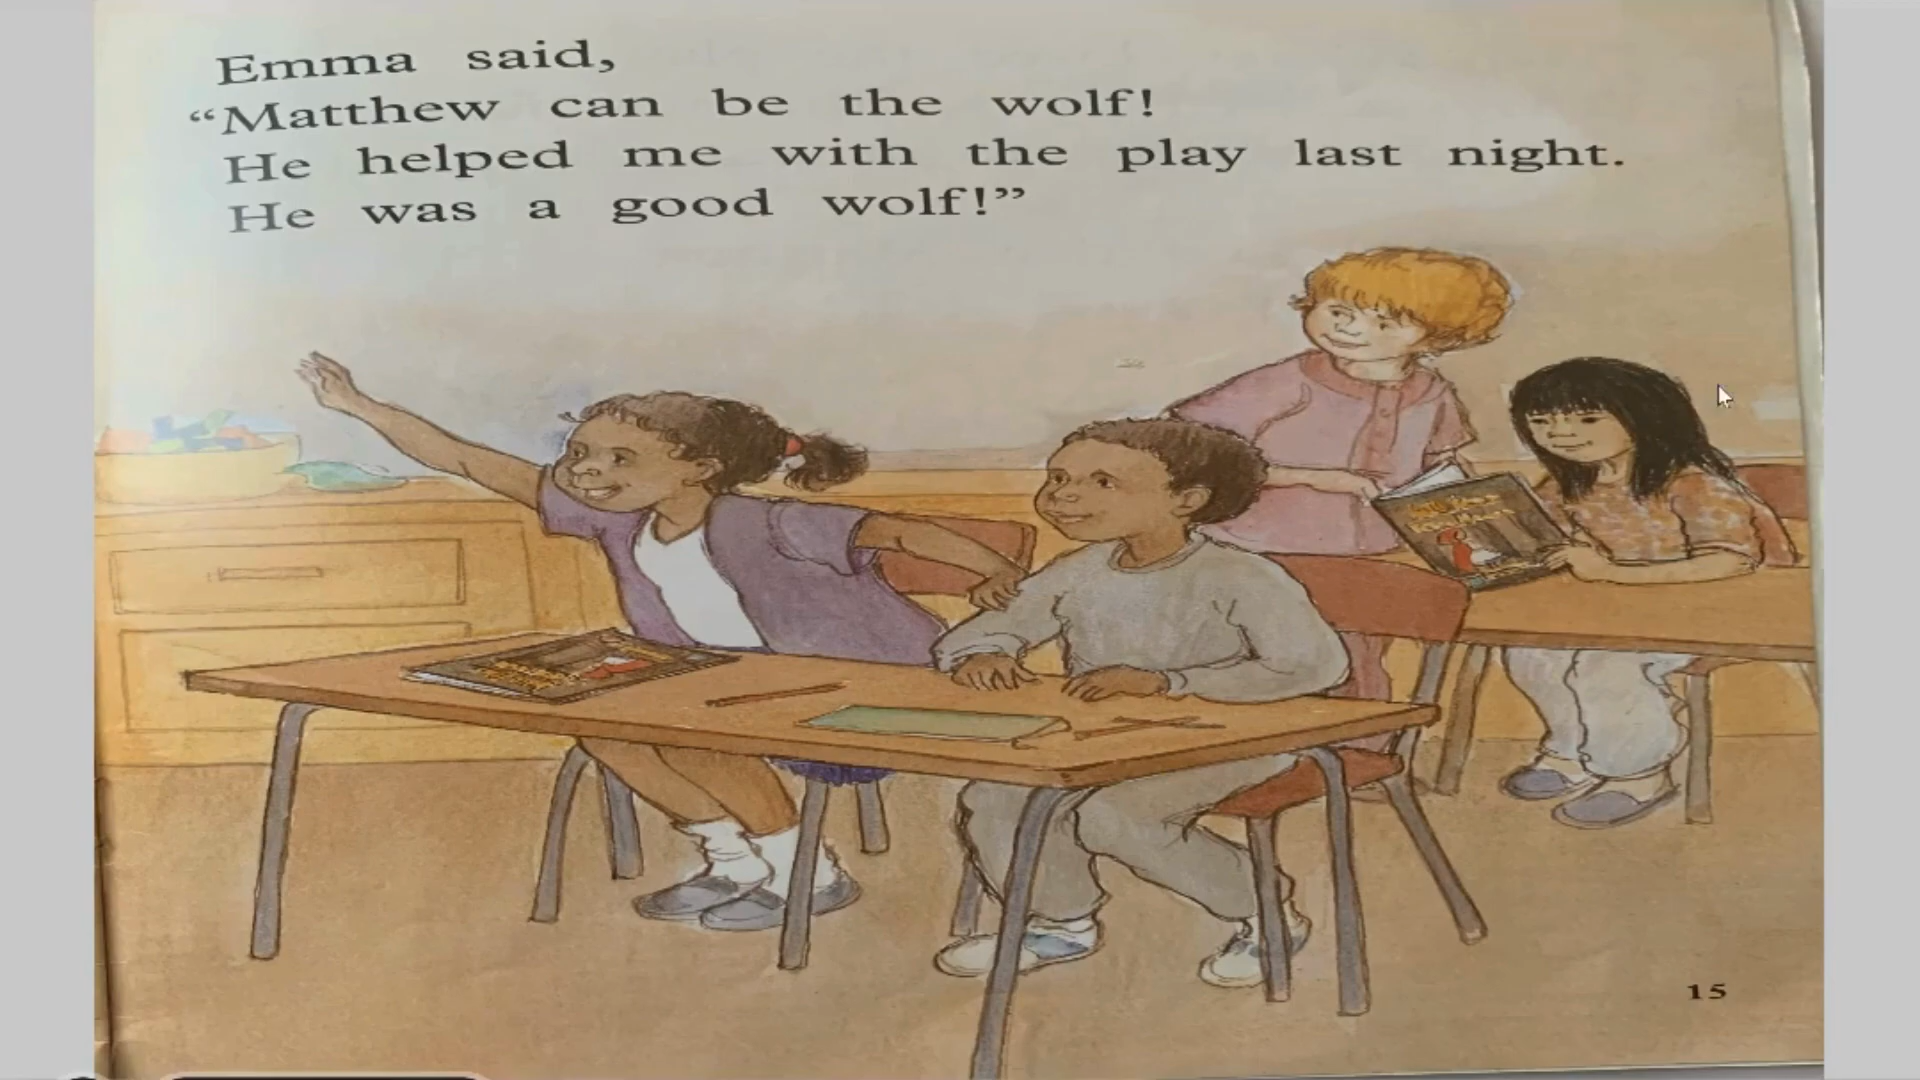 Emma said,
“Matthew can be the wolf!
He helped me with the play last night.
He was a good wolf!”
15